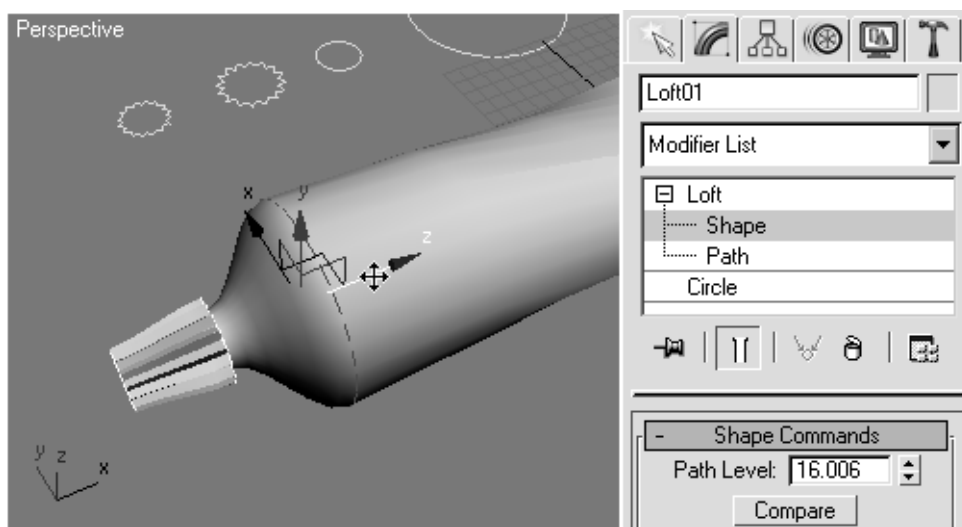 Perspective
x
y
z
y
z
x
Loft01
Modifier List
Loft
Shape
Path
Circle
Shape Commands
Path Level: 16.006
Compare